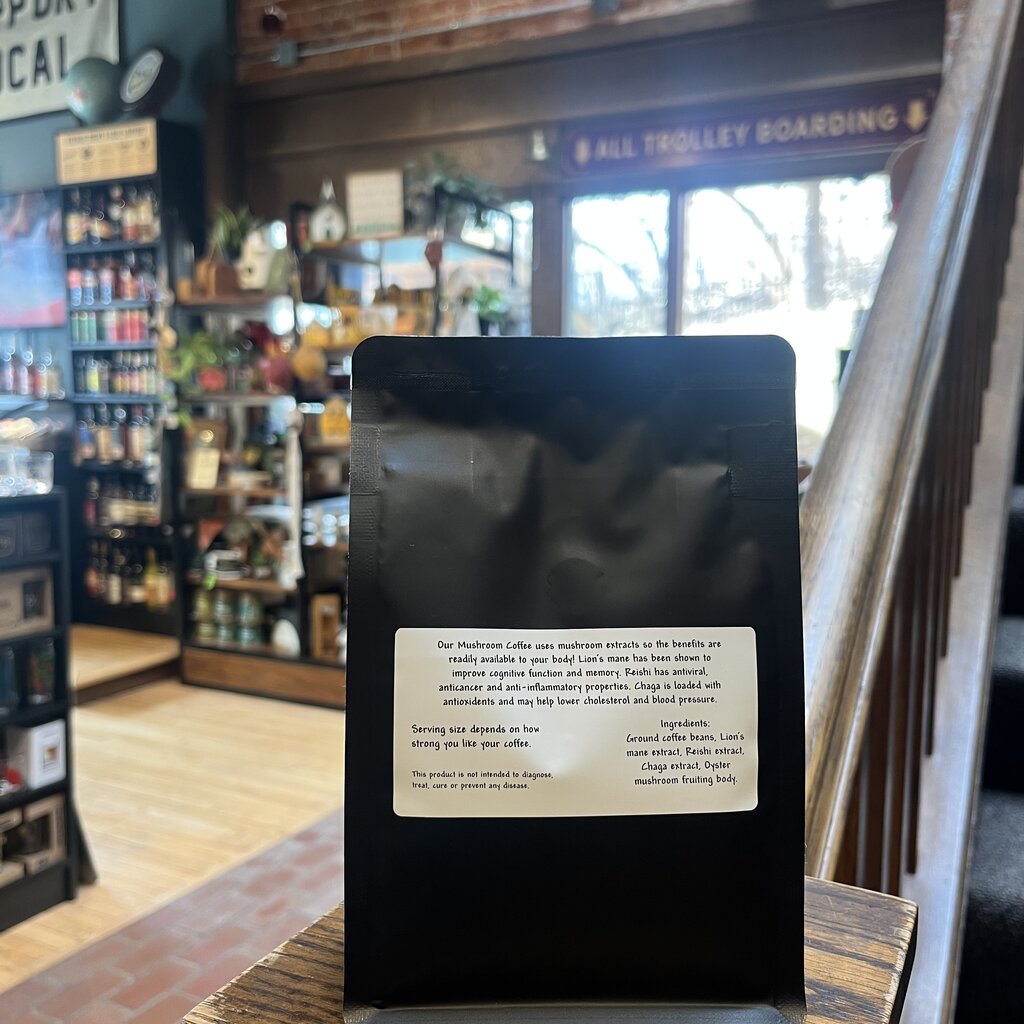 CAL
ALL TROLLEY BOARDING
Our Mushroom Coffee uses mushroom extracts so the benefits are
readily available to your body! Lion's mane has been shown to
improve cognitive function and memory. Reishi has antiviral,
anticancer and anti-inflammatory properties. Chaga is loaded with
antioxidents and may help lower cholesterol and blood pressure.
Serving size depends on how
strong you like your coffee.
This product is not intended to diagnose,
treat, cure or prevent any disease.
Ingredients:
Ground coffee beans, Lion's
mane extract, Reishi extract,
Chaga extract, Oyster
mushroom fruiting body.